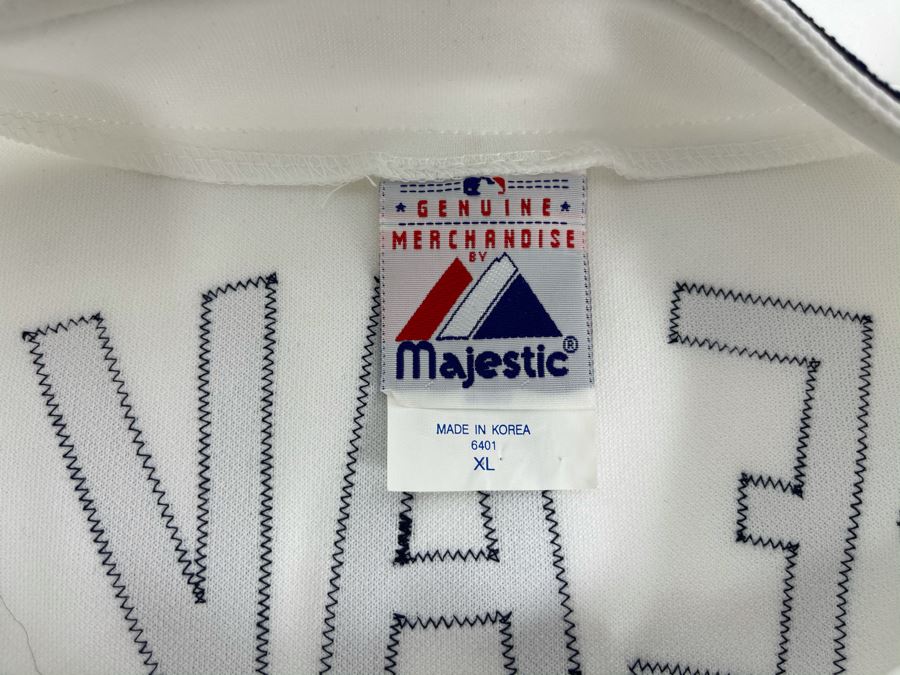 ★ GENUINE ★
MERCHANDISE
BY
Majestic®
MADE IN KOREA
6401
XL